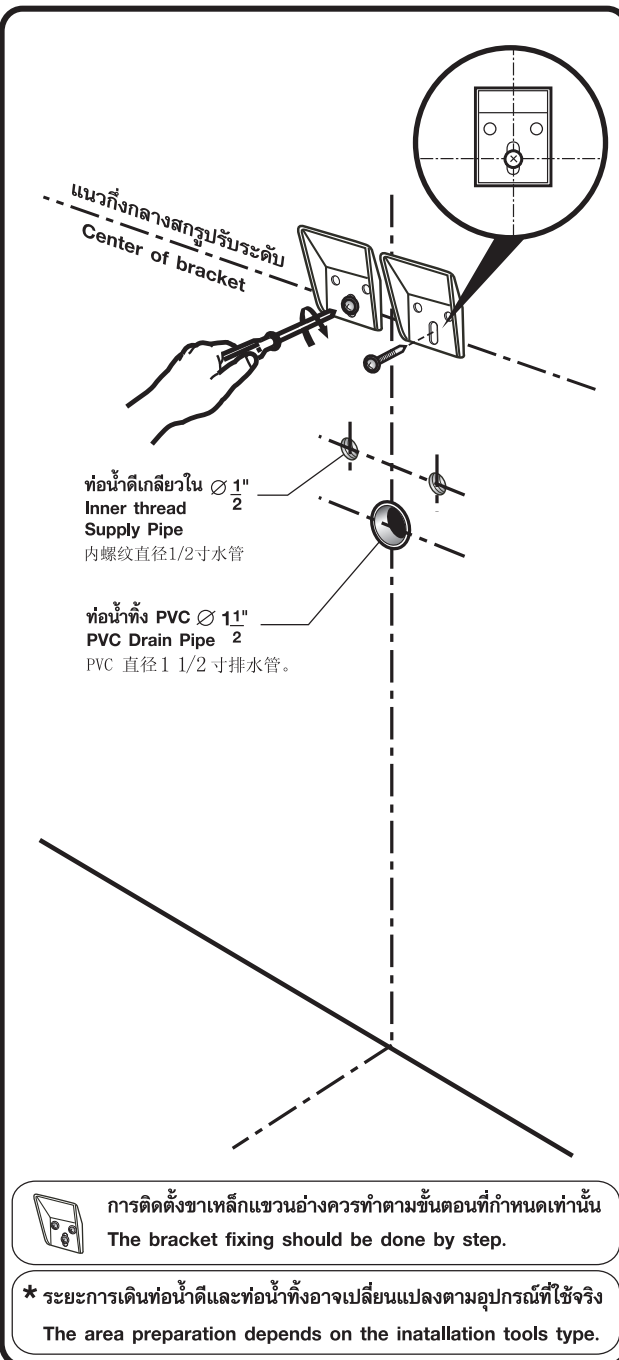 แนวกึ่งกลางสกรูปรับระดับ
Center of bracket
ท่อน้ำดีเกลียวใน ∅ 1/2"
Inner thread
Supply Pipe
内螺纹直径1/2寸水管
ท่อน้ำทิ้ง PVC ∅ 1 1/2"
PVC Drain Pipe
PVC 直径1 1/2 寸排水管。
การติดตั้งขาเหล็กแขวนอ่างควรทำตามขั้นตอนที่กำหนดเท่านั้น
The bracket fixing should be done by step.
* ระยะการเดินท่อน้ำดีและท่อน้ำทิ้งอาจเปลี่ยนแปลงตามอุปกรณ์ที่ใช้จริง
The area preparation depends on the inatallation tools type.